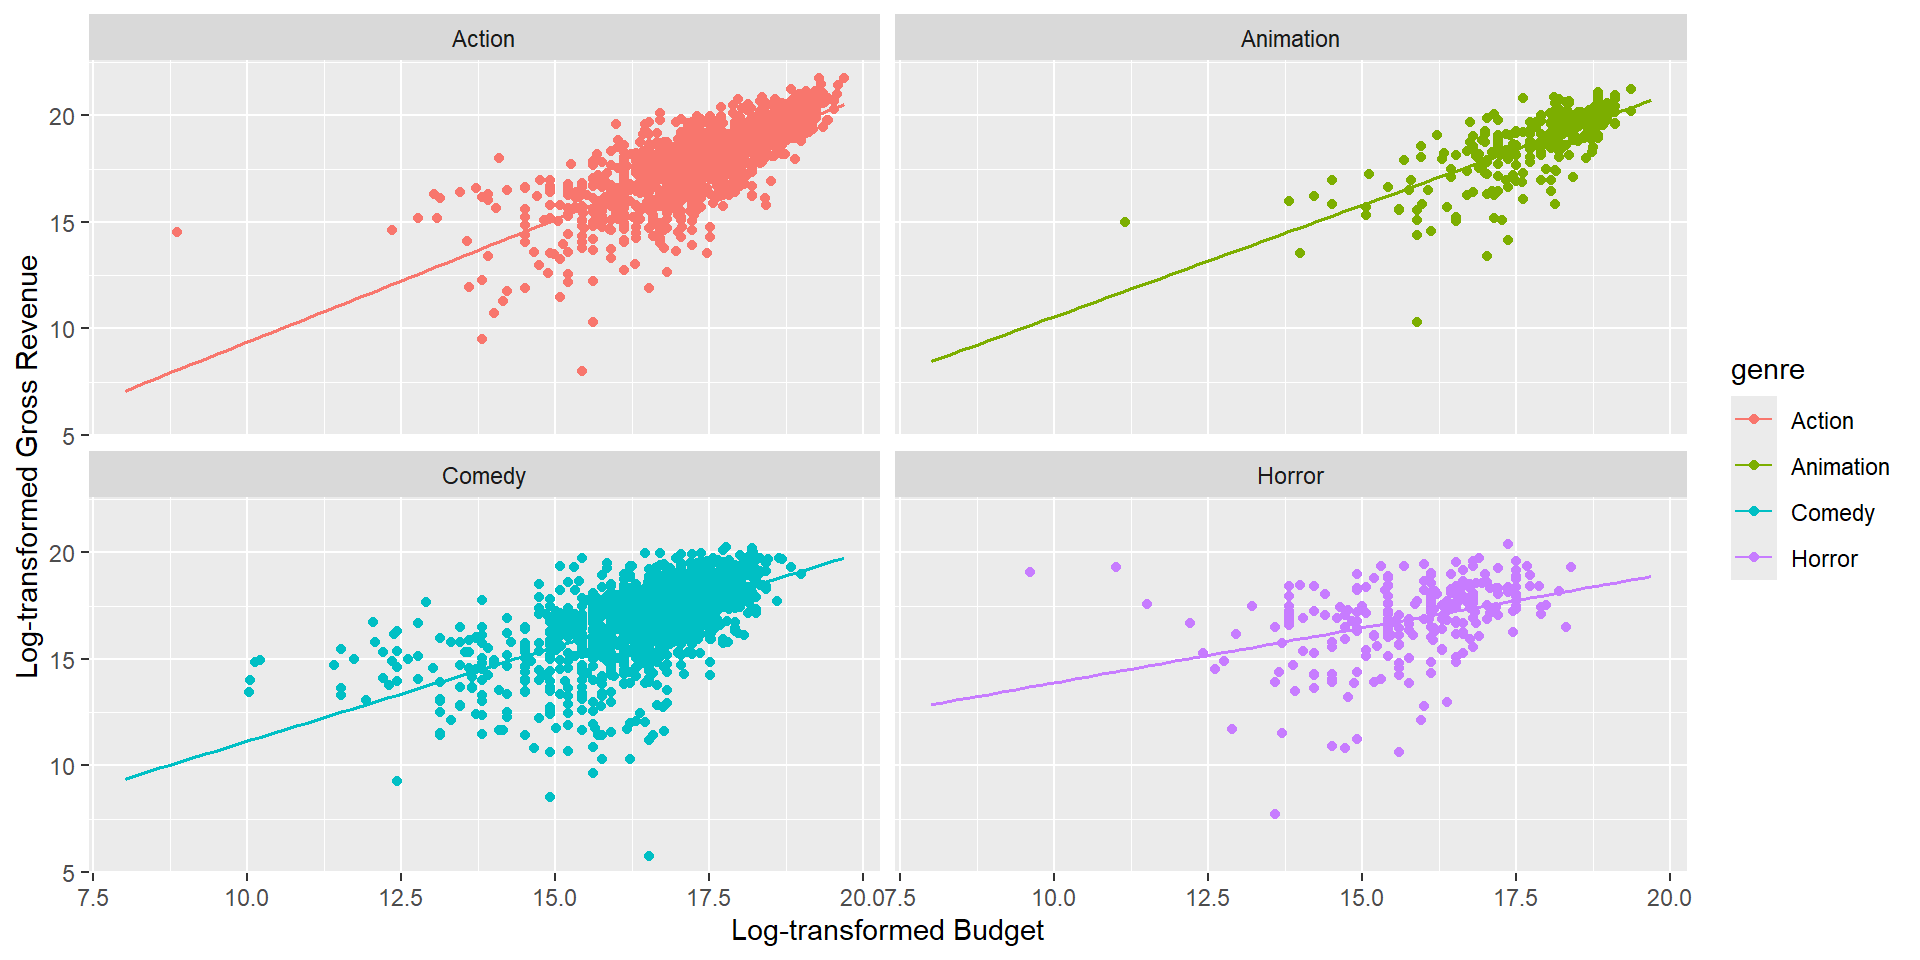 Action
Animation
20
15
10
5
Comedy
Horror
20
15
10
5
7.5 10.0 12.5 15.0 17.5 20.0
7.5 10.0 12.5 15.0 17.5 20.0
Log-transformed Budget
Log-transformed Gross Revenue
genre
Action
Animation
Comedy
Horror